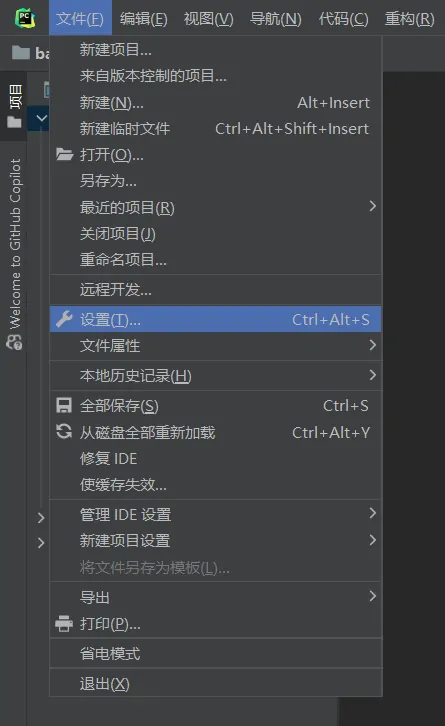 PC
文件(F) 编辑(E) 视图(V) 导航(N) 代码(C) 重构(R)
ba
项目
Welcome to GitHub Copilot
新建项目...
来自版本控制的项目...
新建(N)... Alt+Insert
新建临时文件 Ctrl+Alt+Shift+Insert
打开(O)...
另存为...
最近的项目(R)
关闭项目(J)
重命名项目...
远程开发...
设置(T)... Ctrl+Alt+S
文件属性
本地历史记录(H)
全部保存(S) Ctrl+S
从磁盘全部重新加载 Ctrl+Alt+Y
修复 IDE
使缓存失效...
管理 IDE 设置
新建项目设置
将文件另存为模板(L)...
导出
打印(P)...
省电模式
退出(X)